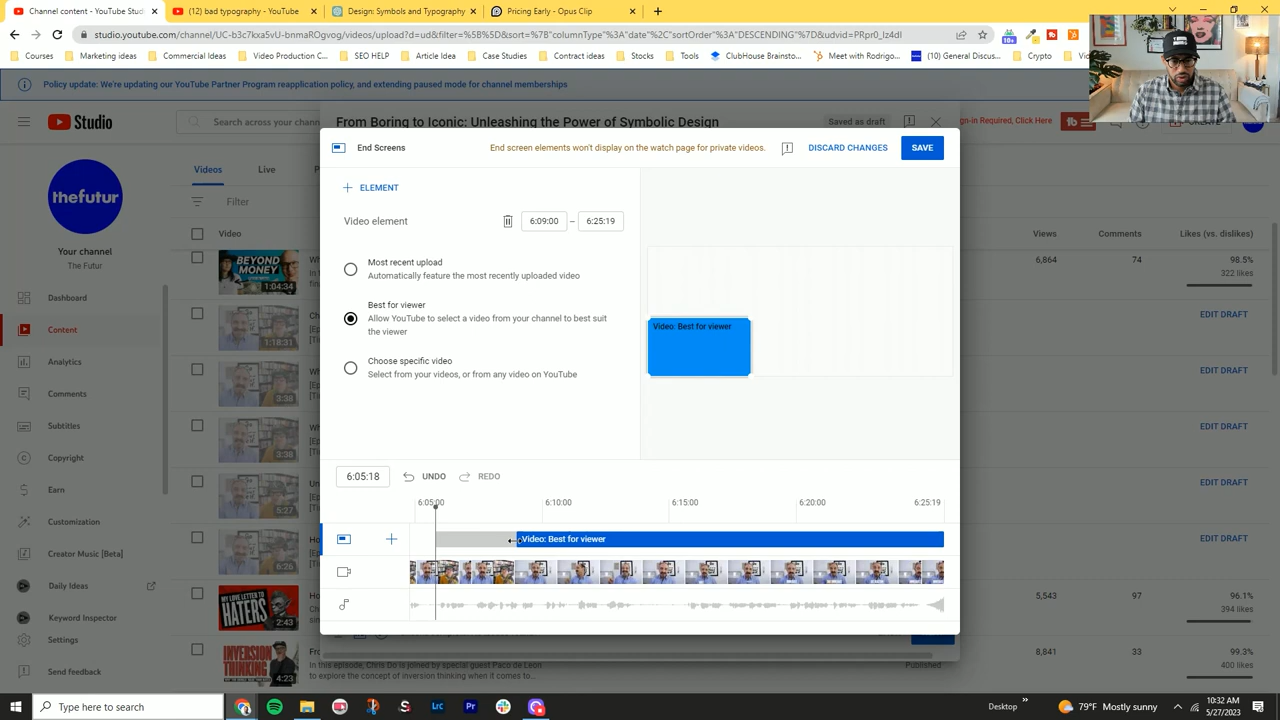 Channel content - YouTube S
(12) bad typography - YouTube
Design - Typography
Pricing Opus Clip
studio.youtube.com/channel/UC-b3c7kxa5vU-bnmaROgvog/videos/upload?o=ud&filter=%5B%5D&sort=%7B"columnType"%3A"date"%2C"sortOrder"%3A"DESCENDING"%7D&udvid=PRpr0_Iz4dI
Courses
Marketing ideas
Video Production C...
SEO HELP
Thumbnails
Case Studies
Contract ideas
Stocks
Tools
ClubHouse Brainsto...
Meet with Rodrigo...
(10) General Discus...
Crypto
Policy update: We're updating our YouTube Partner Program reapplication policy, and extending paused mode for channel memberships
Studio
Search across your chann
From Boring to Iconic: Unleashing the Power of Symbolic Design
Saved as draft
gn-in Required, Click Here
End Screens
End screen elements won't display on the watch page for private videos.
DISCARD CHANGES
SAVE
thefutur
Your channel
The Futur
Dashboard
Content
Analytics
Comments
Subtitles
Copyright
Earn
Customization
Creator Music [Beta]
Daily Ideas
Keyword Inspector
Settings
Send feedback
Videos
Live
Filter
Video
Views
Comments
Likes (vs. dislikes)
BEYOND MONEY
1:04:34
6,864
74
98.5%
322 likes
1:18:31
EDIT DRAFT
3:38
EDIT DRAFT
3:38
EDIT DRAFT
5:27
EDIT DRAFT
6:26
EDIT DRAFT
MY LOVE LETTER TO HATERS
2:43
5,543
97
96.1%
394 likes
INVERSION THINKING
4:23
In this episode, Chris Do is joined by special guest Paco de Leon
to explore the concept of inversion thinking when it comes to...
Published
8,841
33
99.3%
400 likes
ELEMENT
Video element
6:09:00 – 6:25:19
Most recent upload
Automatically feature the most recently uploaded video
Best for viewer
Allow YouTube to select a video from your channel to best suit
the viewer
Choose specific video
Select from your videos, or from any video on YouTube
Video: Best for viewer
6:05:18
UNDO
REDO
6:05:00
6:10:00
6:15:00
6:20:00
6:25:19
Video: Best for viewer
Type here to search
Lrc
Pr
Desktop
79°F Mostly sunny
10:32 AM
5/27/2023